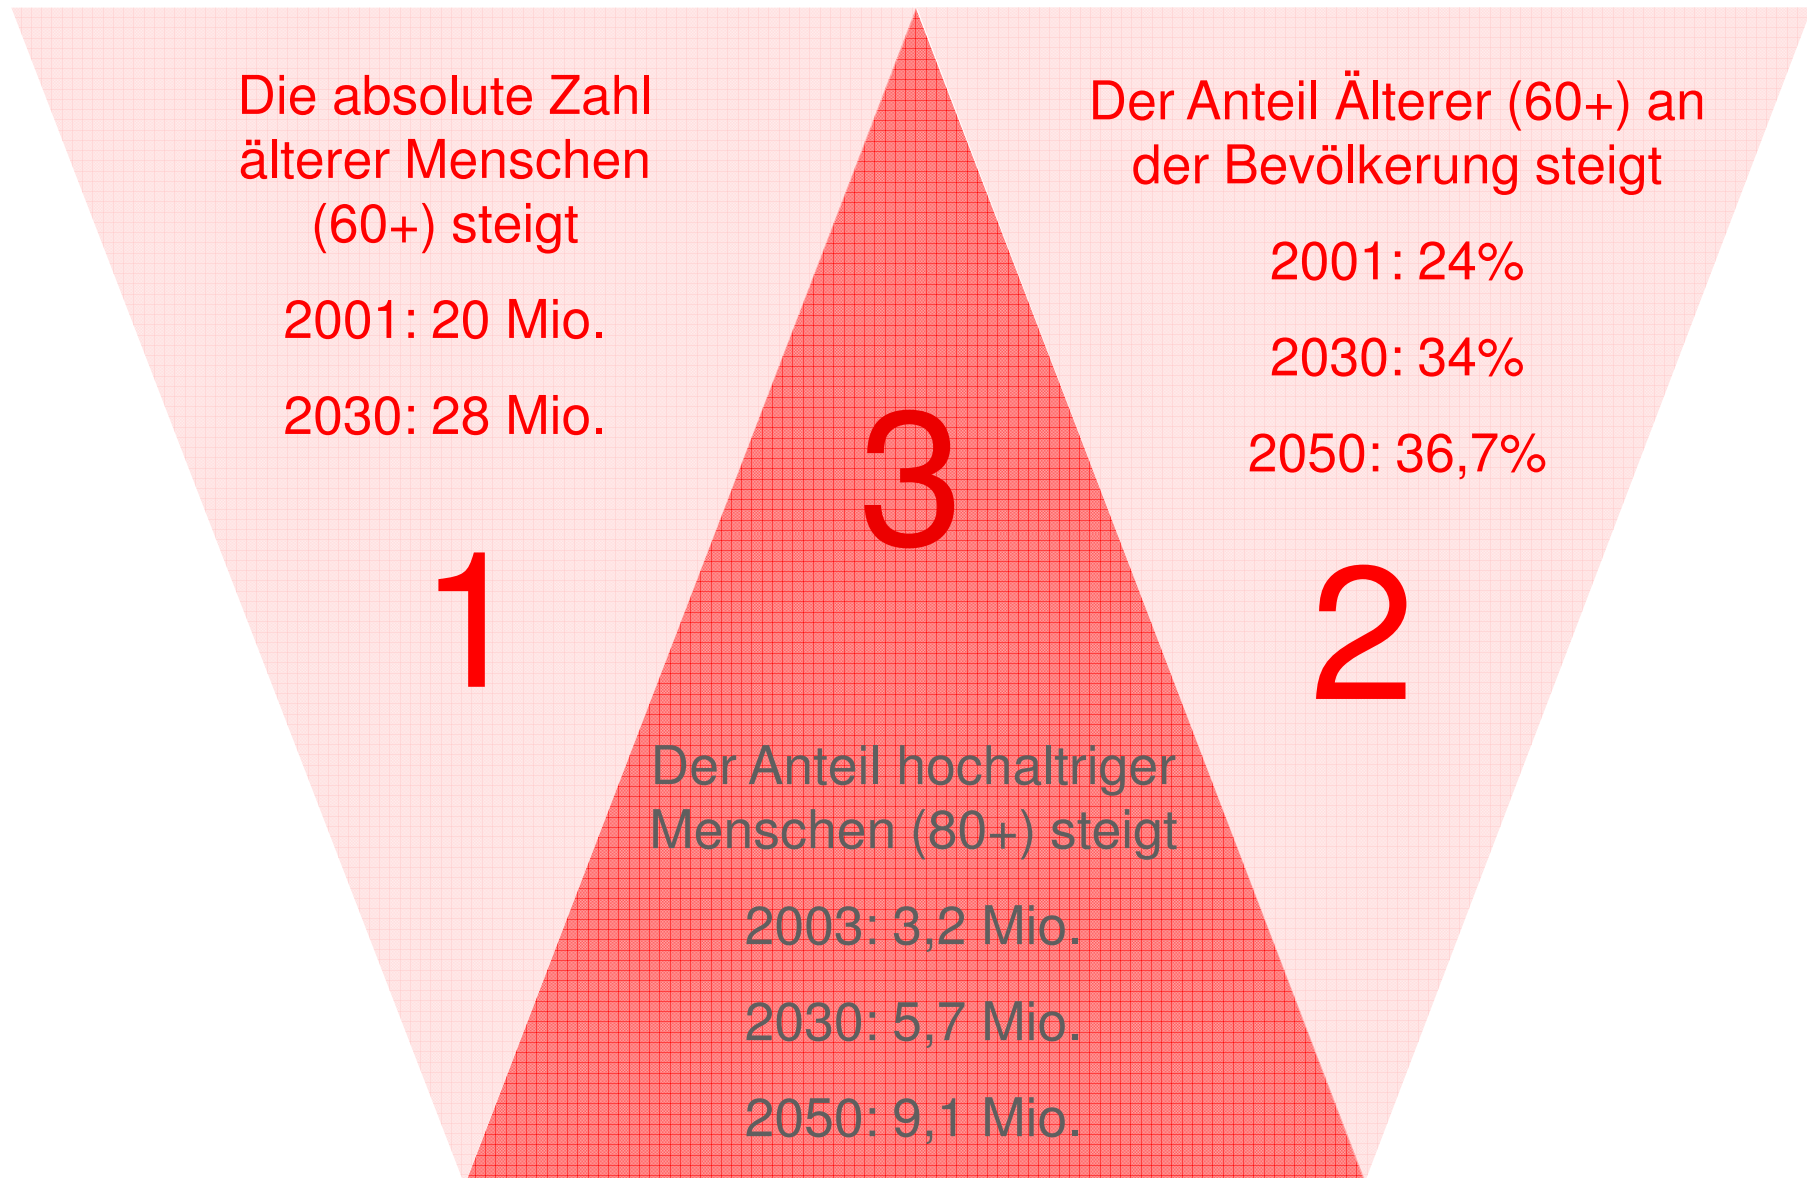 Die absolute Zahl
älterer Menschen
(60+) steigt
2001: 20 Mio.
2030: 28 Mio.
1
Der Anteil Älterer (60+) an
der Bevölkerung steigt
2001: 24%
2030: 34%
2050: 36,7%
2
3
Der Anteil hochaltriger
Menschen (80+) steigt
2003: 3,2 Mio.
2030: 5,7 Mio.
2050: 9,1 Mio.